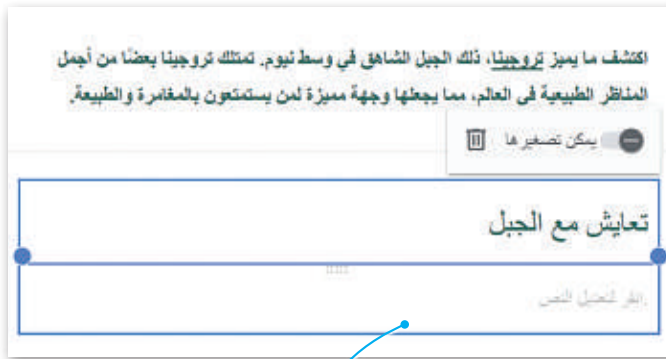 اكتشف ما يميز تروجينا، ذلك الجبل الشاهق في وسط نيوم. تمتلك تروجينا بعضًا من أجمل
المناظر الطبيعية في العالم، مما يجعلها وجهة مميزة لمن يستمتعون بالمغامرة والطبيعة.
يمكن تصغيرها
تعايش مع الجبل
انقر لتعديل النص.